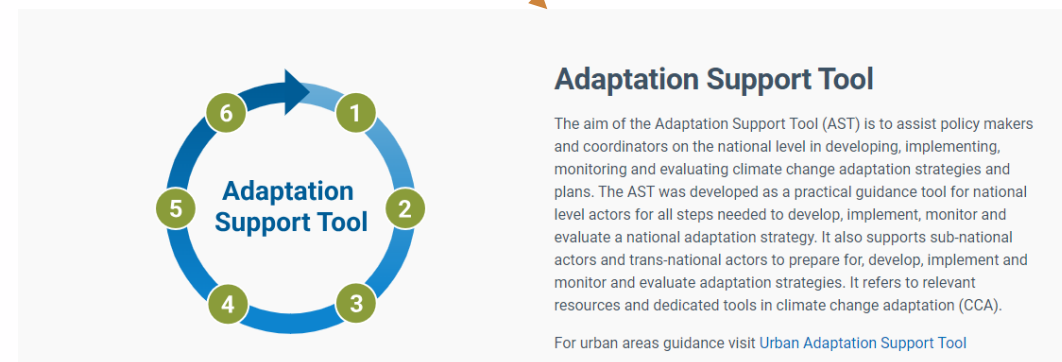 6
1
5
Adaptation
Support Tool
2
4
3
Adaptation Support Tool
The aim of the Adaptation Support Tool (AST) is to assist policy makers
and coordinators on the national level in developing, implementing,
monitoring and evaluating climate change adaptation strategies and
plans. The AST was developed as a practical guidance tool for national
level actors for all steps needed to develop, implement, monitor and
evaluate a national adaptation strategy. It also supports sub-national
actors and trans-national actors to prepare for, develop, implement and
monitor and evaluate adaptation strategies. It refers to relevant
resources and dedicated tools in climate change adaptation (CCA).
For urban areas guidance visit Urban Adaptation Support Tool